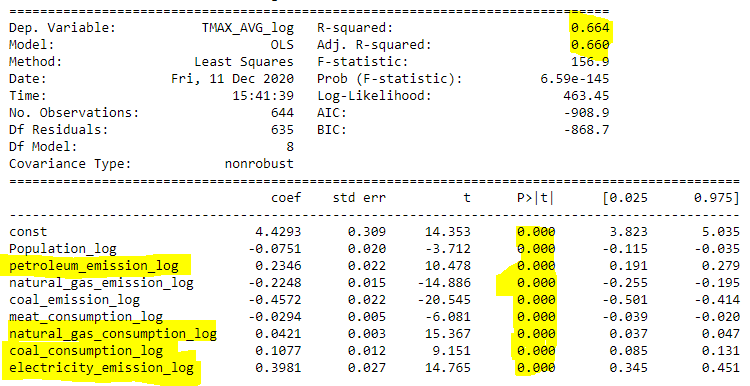 ==============================================================================
Dep. Variable: TMAX_AVG_log R-squared: 0.664
Model: OLS Adj. R-squared: 0.660
Method: Least Squares F-statistic: 156.9
Date: Fri, 11 Dec 2020 Prob (F-statistic): 6.59e-145
Time: 15:41:39 Log-Likelihood: 463.45
No. Observations: 644 AIC: -908.9
Df Residuals: 635 BIC: -868.7
Df Model: 8
Covariance Type: nonrobust
===============================================================================================
coef std err t P>|t| [0.025 0.975]
-----------------------------------------------------------------------------------------------
const 4.4293 0.309 14.353 0.000 3.823 5.035
Population_log -0.0751 0.020 -3.712 0.000 -0.115 -0.035
petroleum_emission_log 0.2346 0.022 10.478 0.000 0.191 0.279
natural_gas_emission_log -0.2248 0.015 -14.886 0.000 -0.255 -0.195
coal_emission_log -0.4572 0.022 -20.545 0.000 -0.501 -0.414
meat_consumption_log -0.0294 0.005 -6.081 0.000 -0.039 -0.020
natural_gas_consumption_log 0.0421 0.003 15.367 0.000 0.037 0.047
coal_consumption_log 0.1077 0.012 9.151 0.000 0.085 0.131
electricity_emission_log 0.3981 0.027 14.765 0.000 0.345 0.451